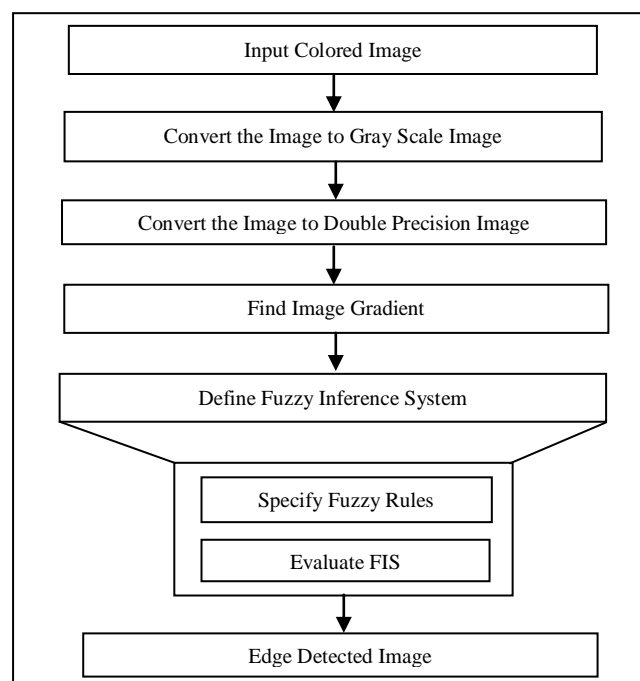 Input Colored Image
Convert the Image to Gray Scale Image
Convert the Image to Double Precision Image
Find Image Gradient
Define Fuzzy Inference System
Specify Fuzzy Rules
Evaluate FIS
Edge Detected Image